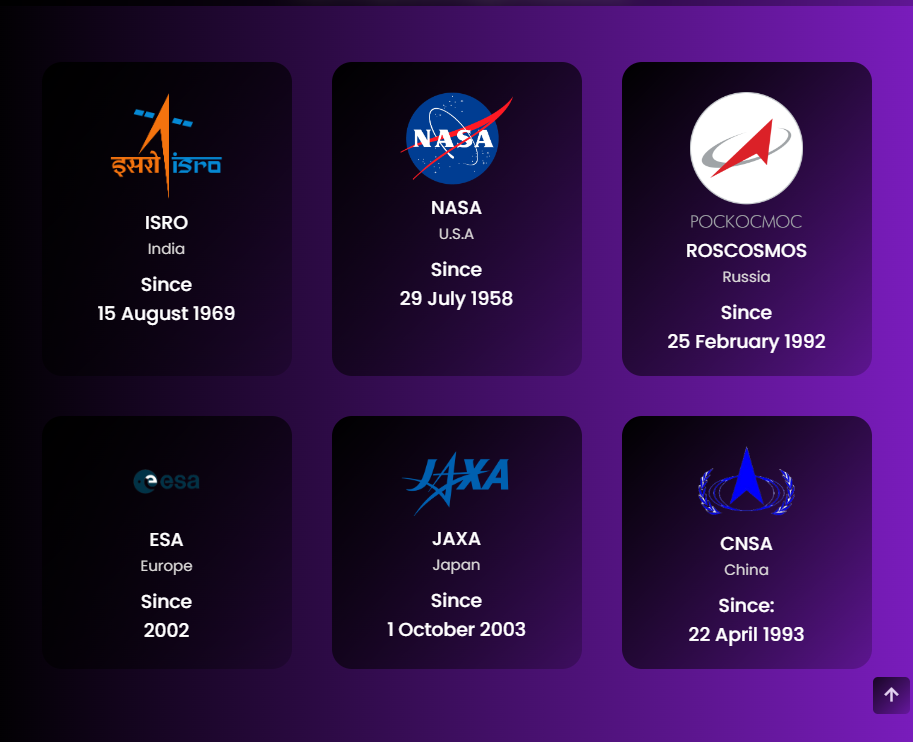 इसरो isro
ISRO
India
Since
15 August 1969
NASA
NASA
U.S.A
Since
29 July 1958
РОСКОСМОС
ROSCOSMOS
Russia
Since
25 February 1992
esa
ESA
Europe
Since
2002
JAXA
JAXA
Japan
Since
1 October 2003
CNSA
China
Since:
22 April 1993